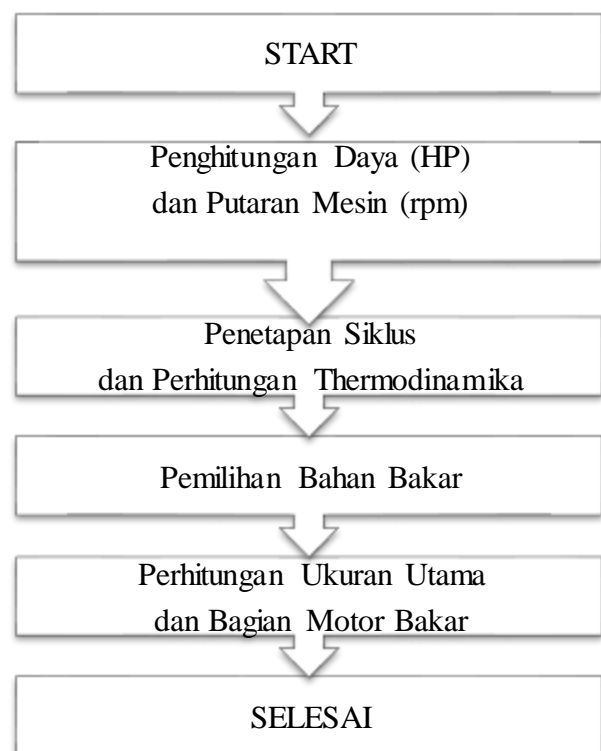 START
Penghitungan Daya (HP)
dan Putaran Mesin (rpm)
Penetapan Siklus
dan Perhitungan Thermodinamika
Pemilihan Bahan Bakar
Perhitungan Ukuran Utama
dan Bagian Motor Bakar
SELESAI